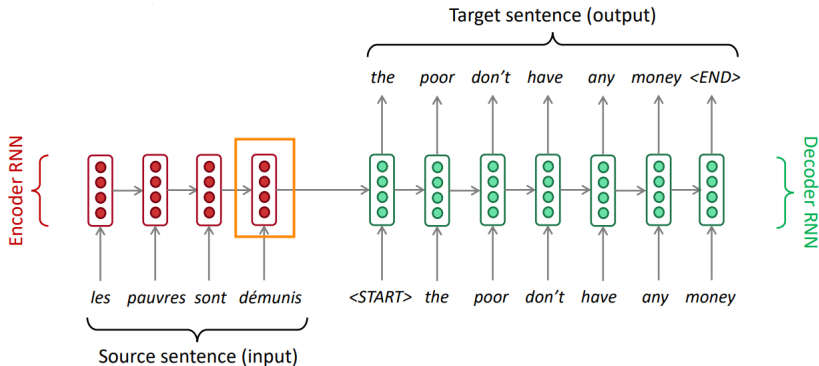 Target sentence (output)
the poor don't have any money <END>
Encoder RNN
Decoder RNN
les pauvres sont démunis
<START> the poor don't have any money
Source sentence (input)